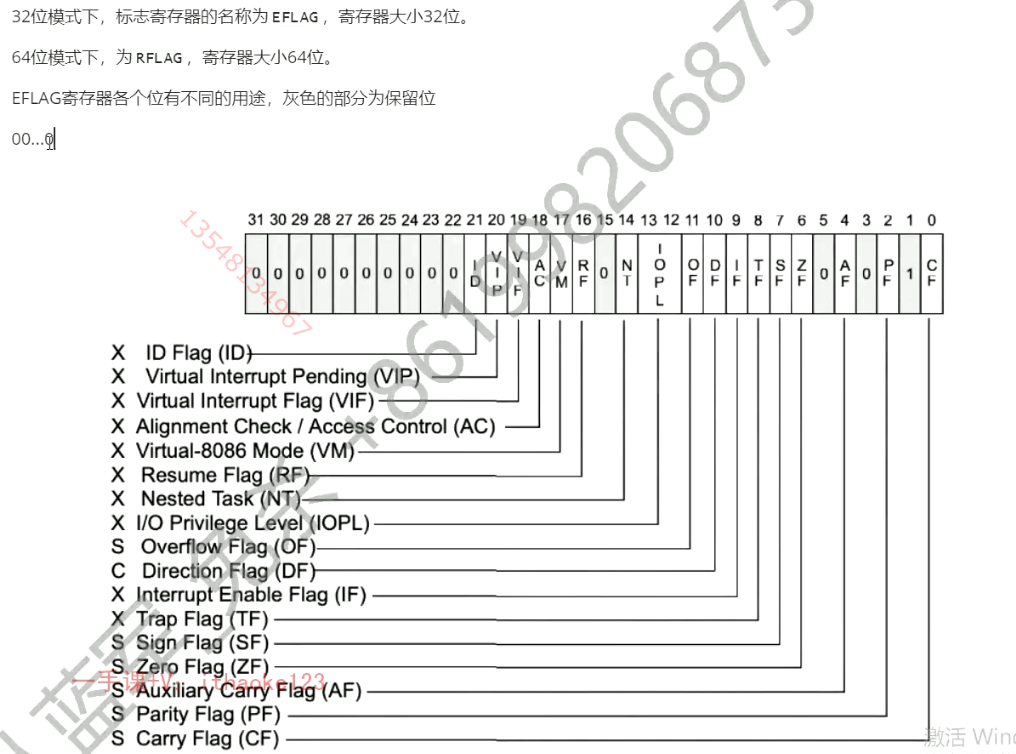 32位模式下，标志寄存器的名称为 EFLAG ，寄存器大小32位。
64位模式下，为 RFLAG ，寄存器大小64位。
EFLAG寄存器各个位有不同的用途，灰色的部分为保留位
00...0
31 30 29 28 27 26 25 24 23 22 21 20 19 18 17 16 15 14 13 12 11 10 9 8 7 6 5 4 3 2 1 0
0 0 0 0 0 0 0 0 0 0 ID VIP VIF AC VM RF 0 NT IOPL OF DF IF TF SF ZF 0 AF 0 PF 1 CF
X ID Flag (ID)
X Virtual Interrupt Pending (VIP)
X Virtual Interrupt Flag (VIF)
X Alignment Check / Access Control (AC)
X Virtual-8086 Mode (VM)
X Resume Flag (RF)
X Nested Task (NT)
X I/O Privilege Level (IOPL)
S Overflow Flag (OF)
C Direction Flag (DF)
X Interrupt Enable Flag (IF)
X Trap Flag (TF)
S Sign Flag (SF)
S Zero Flag (ZF)
S Auxiliary Carry Flag (AF)
S Parity Flag (PF)
S Carry Flag (CF)
13548134967
一手课+V：ithaoke123
蓝军 免杀 +861998206873
激活 Wind